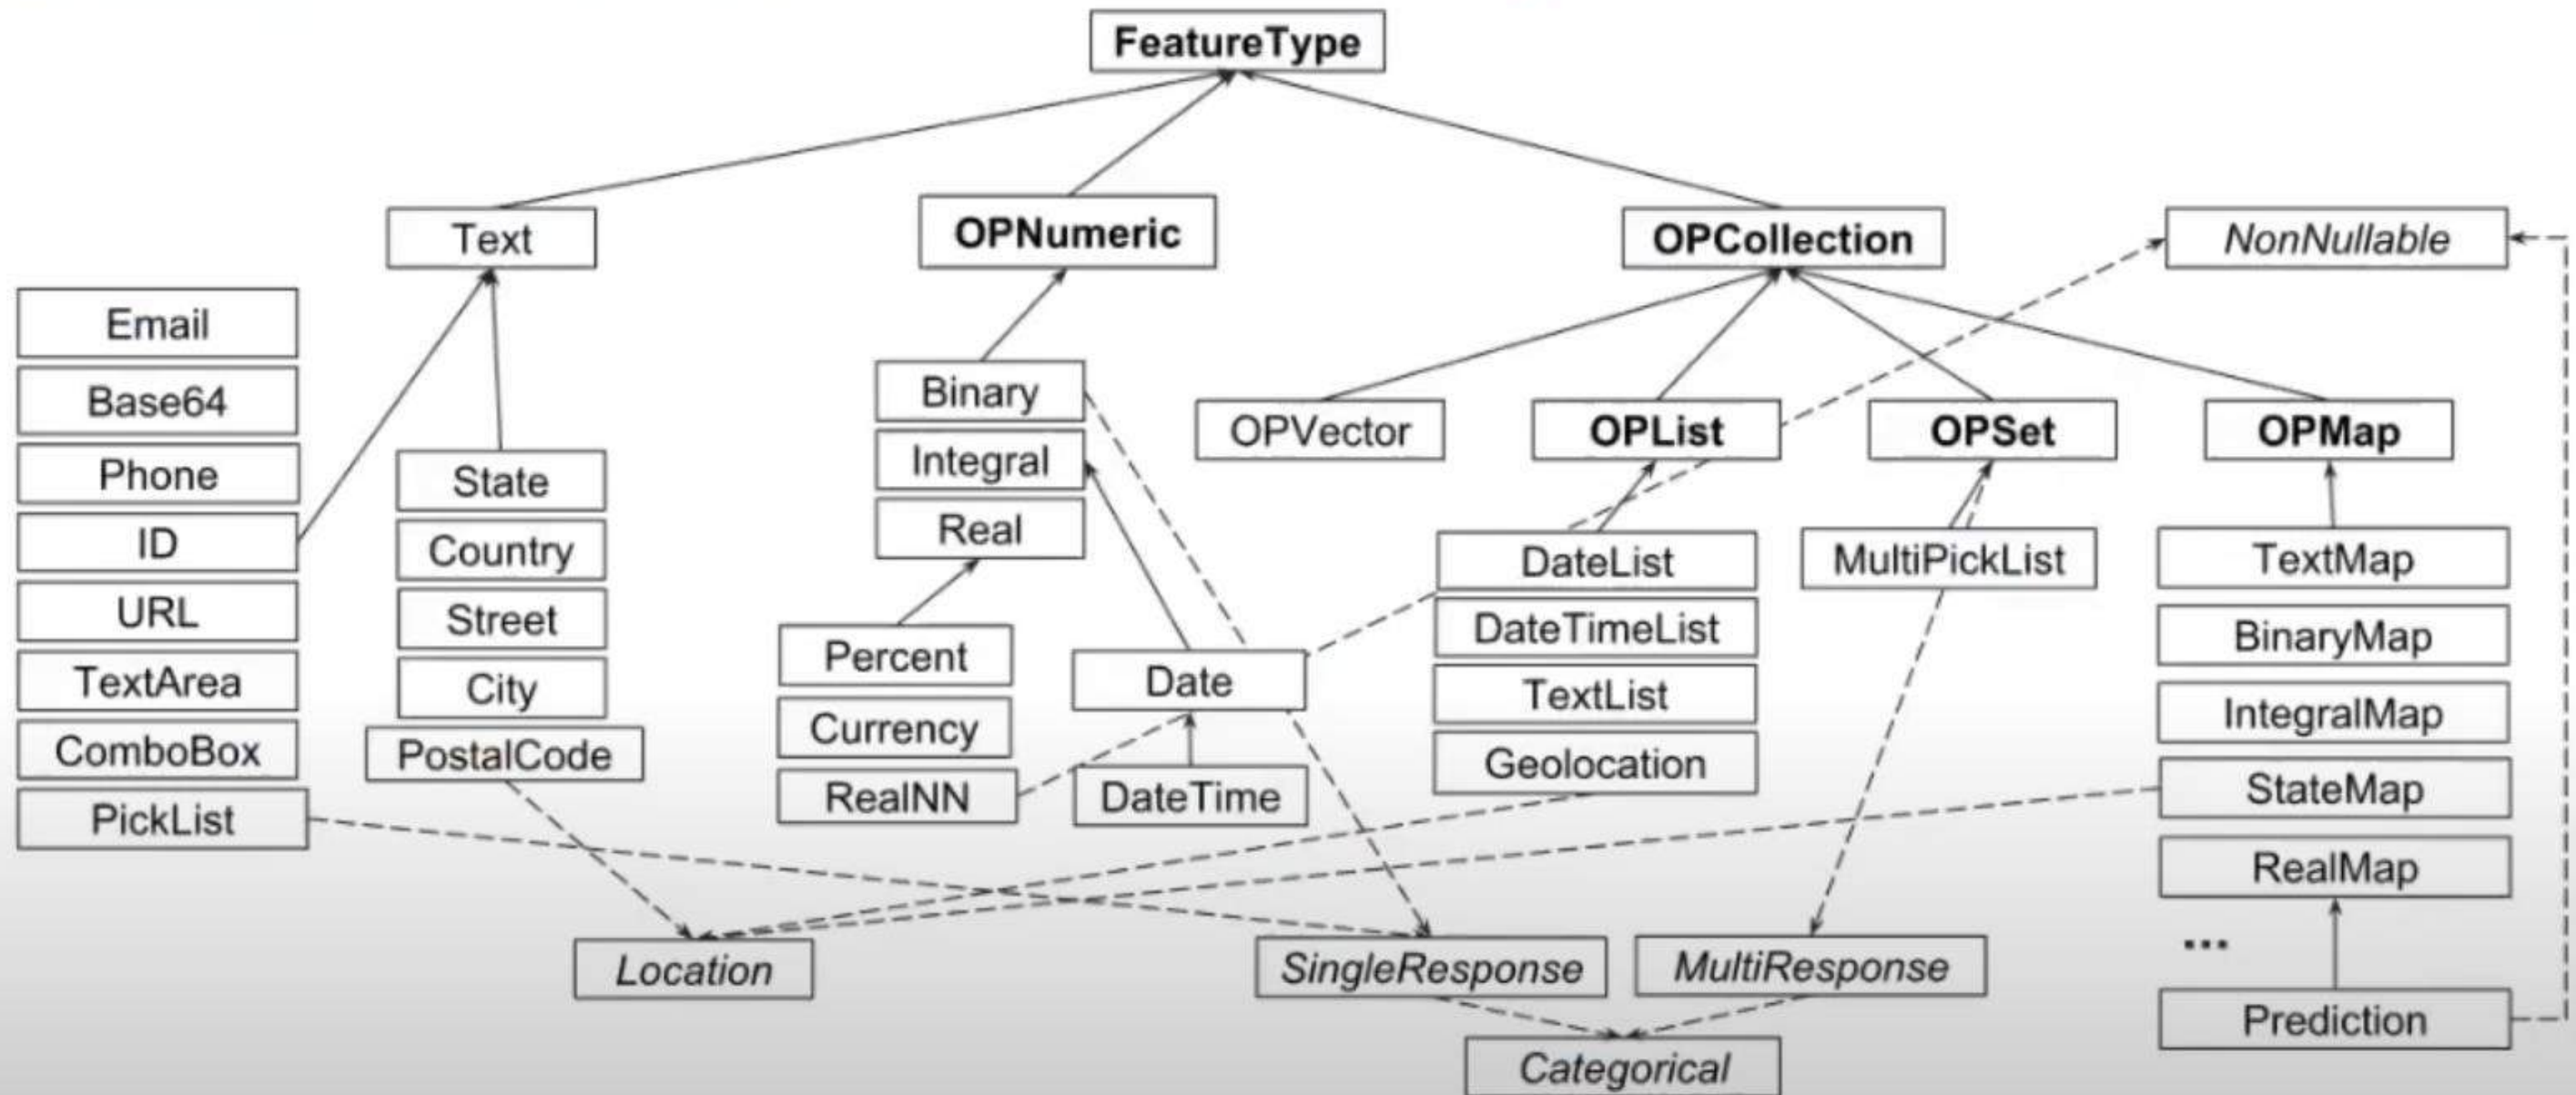 FeatureType
Text
OPNumeric
OPCollection
NonNullable
Email
Base64
Phone
ID
URL
TextArea
ComboBox
PickList
State
Country
Street
City
PostalCode
Binary
Integral
Real
Percent
Currency
RealNN
Date
DateTime
OPVector
OPList
OPSet
OPMap
DateList
DateTimeList
TextList
Geolocation
MultiPickList
TextMap
BinaryMap
IntegralMap
StateMap
RealMap
...
Prediction
Location
SingleResponse
MultiResponse
Categorical